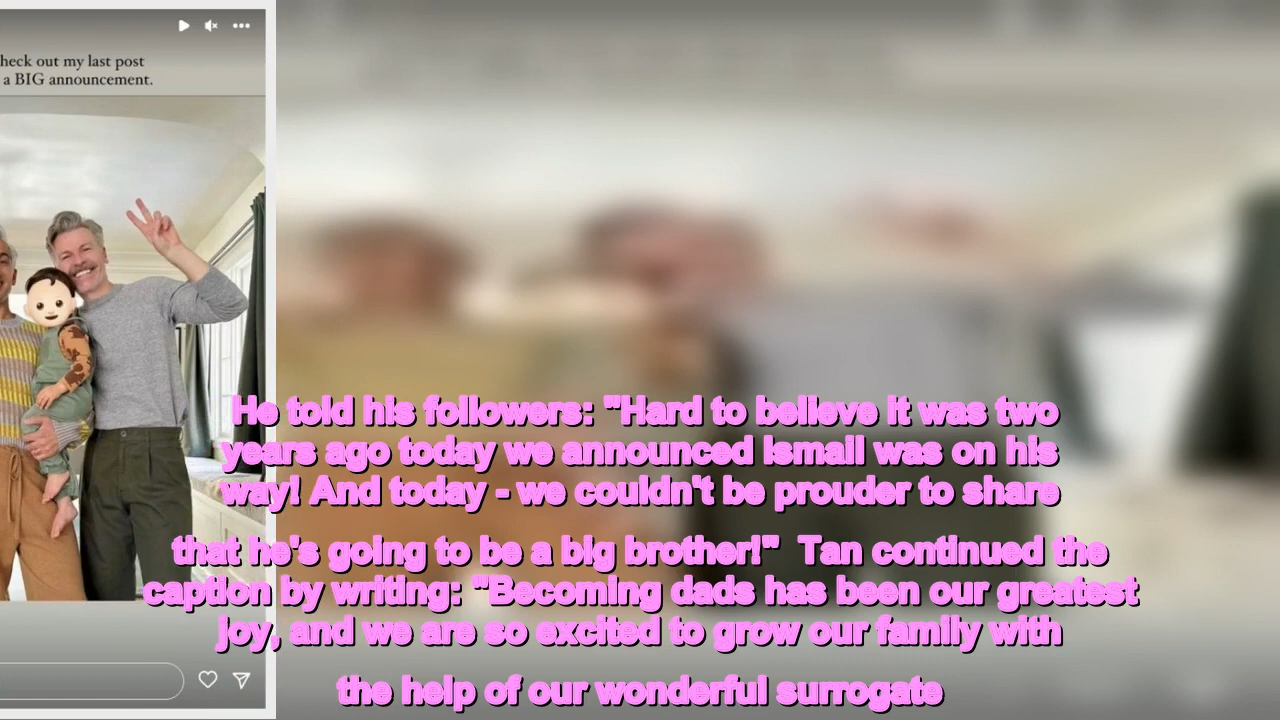 heck out my last post
a BIG announcement.
He told his followers: "Hard to believe it was two
years ago today we announced Ismail was on his
way! And today - we couldn't be prouder to share
that he's going to be a big brother!"  Tan continued the
caption by writing: "Becoming dads has been our greatest
joy, and we are so excited to grow our family with
the help of our wonderful surrogate